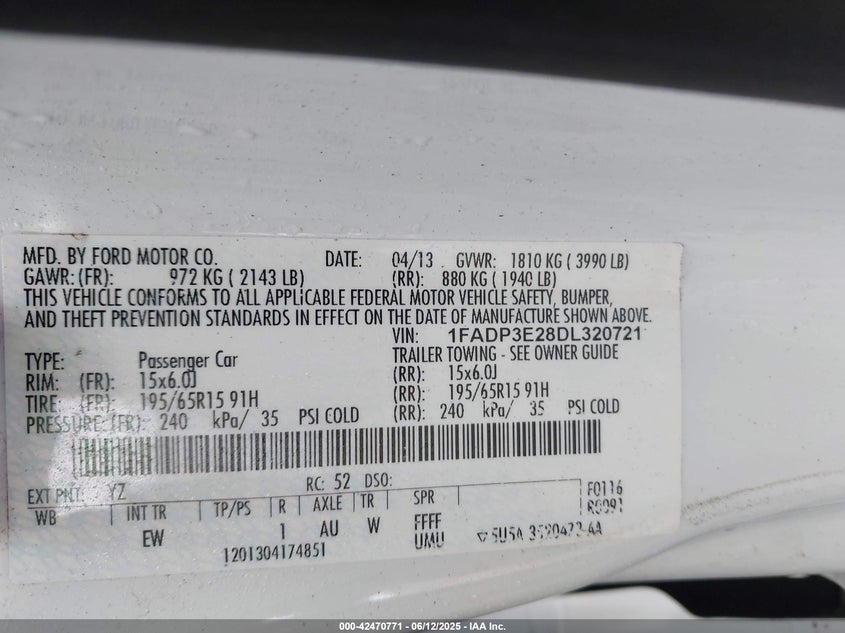 MFD. BY FORD MOTOR CO. DATE: 04/13 GVWR: 1810 KG ( 3990 LB)
GAWR: (FR): 972 KG ( 2143 LB) (RR): 880 KG ( 1940 LB)
THIS VEHICLE CONFORMS TO ALL APPLICABLE FEDERAL MOTOR VEHICLE SAFETY, BUMPER,
AND THEFT PREVENTION STANDARDS IN EFFECT ON THE DATE OF MANUFACTURE SHOWN ABOVE.
VIN: 1FADP3E28DL320721
TYPE: Passenger Car TRAILER TOWING - SEE OWNER GUIDE
RIM: (FR): 15x6.0J (RR): 15x6.0J
TIRE: (FR): 195/65R15 91H (RR): 195/65R15 91H
PRESSURE: (FR): 240 kPa/ 35 PSI COLD (RR): 240 kPa/ 35 PSI COLD
EXT PNT: YZ RC: 52 DSO: F0116
WB INT TR TP/PS R AXLE TR SPR R0091
EW 1 AU W FFFF
UMU
1201304174851
000-42470771 - 06/12/2025 - IAA Inc.